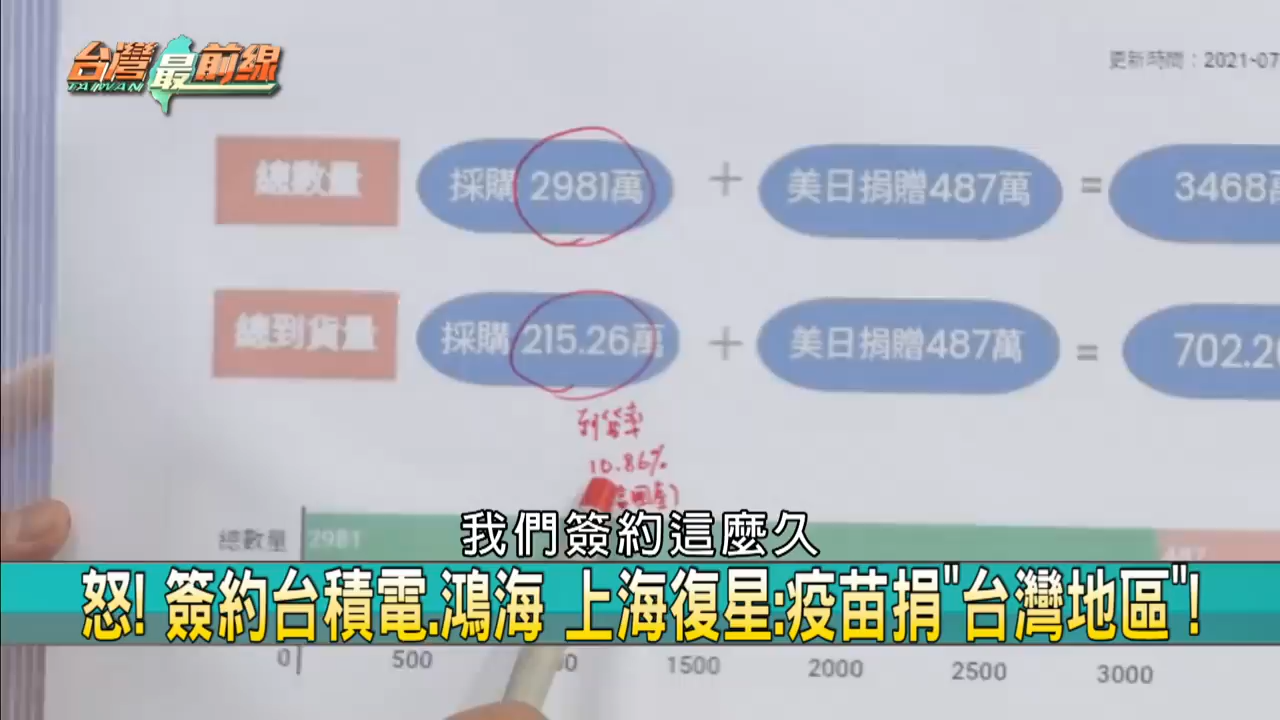 台灣最前線
TAIWAN
更新時間：2021-07
總數量
採購 2981萬
+
美日捐贈487萬
=
3468萬
總到貨量
採購 215.26萬
+
美日捐贈487萬
=
702.2
到貨率
10.86%
總數量
2981
487
我們簽約這麼久
怒! 簽約台積電.鴻海 上海復星:疫苗捐"台灣地區"!
0 500 1500 2000 2500 3000